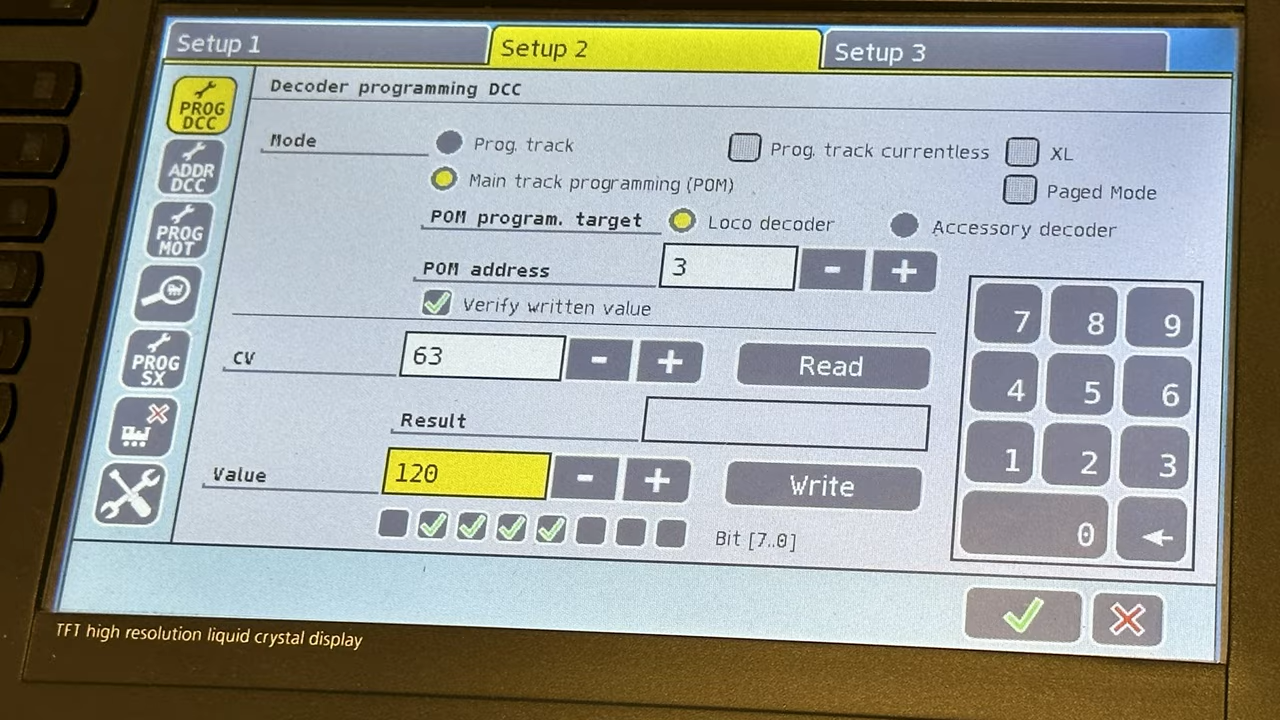 Setup 1
Setup 2
Setup 3
PROG DCC
Decoder programming DCC
Mode
Prog. track
Prog. track currentless
XL
ADDR DCC
Main track programming (POM)
Paged Mode
PROG MOT
POM program. target
Loco decoder
Accessory decoder
POM address
3
-
+
Verify written value
7
8
9
PROG SX
CV
63
-
+
Read
4
5
6
Result
1
2
3
Value
120
-
+
Write
0
Bit [7..0]
TFT high resolution liquid crystal display